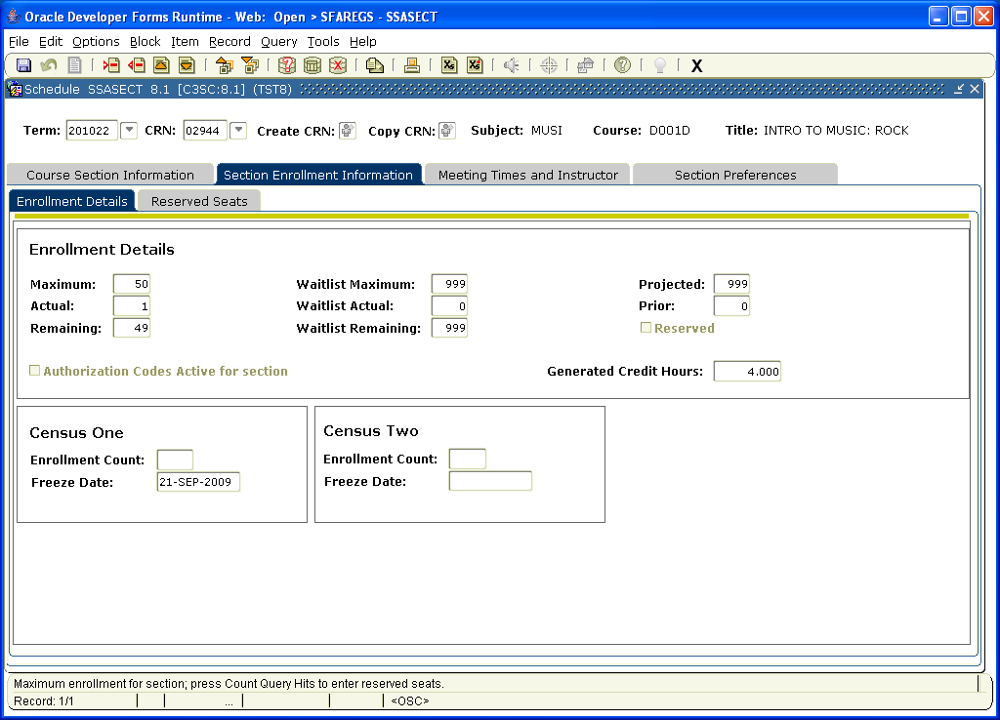 Oracle Developer Forms Runtime - Web: Open > SFAREGS - SSASECT
File Edit Options Block Item Record Query Tools Help
X
Schedule SSASECT 8.1 [C3SC:8.1] (TST8)
Term: 201022 CRN: 02944 Create CRN: Copy CRN: Subject: MUSI Course: D001D Title: INTRO TO MUSIC: ROCK
Course Section Information Section Enrollment Information Meeting Times and Instructor Section Preferences
Enrollment Details Reserved Seats
Enrollment Details
Maximum: 50 Waitlist Maximum: 999 Projected: 999
Actual: 1 Waitlist Actual: 0 Prior: 0
Remaining: 49 Waitlist Remaining: 999 Reserved
Authorization Codes Active for section Generated Credit Hours: 4.000
Census One Census Two
Enrollment Count: Enrollment Count:
Freeze Date: 21-SEP-2009 Freeze Date:
Maximum enrollment for section; press Count Query Hits to enter reserved seats.
Record: 1/1 ... <OSC>